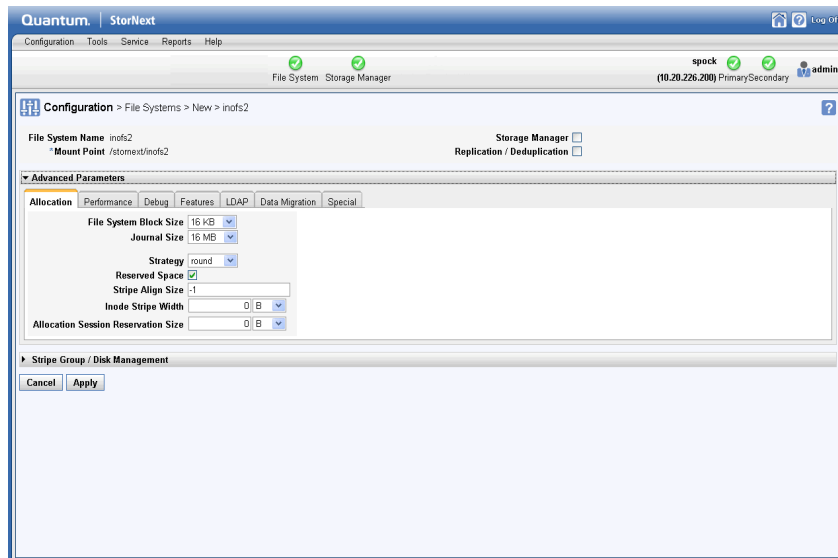 Quantum. | StorNext
Log Of
Configuration Tools Service Reports Help
File System Storage Manager
spock
(10.20.226.200) Primary Secondary
admin
Configuration > File Systems > New > inofs2
File System Name inofs2
Storage Manager
*Mount Point /stornext/inofs2
Replication / Deduplication
Advanced Parameters
Allocation Performance Debug Features LDAP Data Migration Special
File System Block Size 16 KB
Journal Size 16 MB
Strategy round
Reserved Space
Stripe Align Size -1
Inode Stripe Width 0 B
Allocation Session Reservation Size 0 B
Stripe Group / Disk Management
Cancel Apply